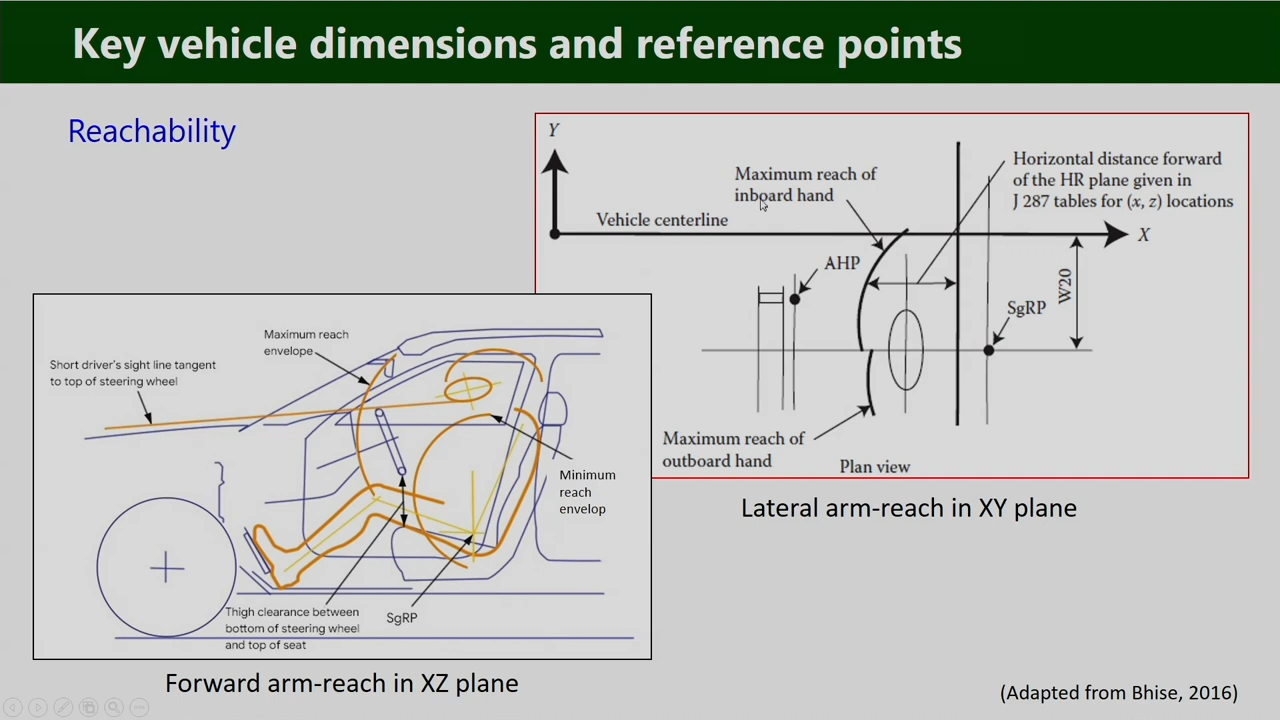 Key vehicle dimensions and reference points
Reachability
Y
Maximum reach of
inboard hand
Horizontal distance forward
of the HR plane given in
J 287 tables for (x, z) locations
Vehicle centerline
X
AHP
W20
SgRP
Maximum reach of
outboard hand
Plan view
Lateral arm-reach in XY plane
Maximum reach
envelope
Short driver's sight line tangent
to top of steering wheel
Minimum
reach
envelop
Thigh clearance between
bottom of steering wheel
and top of seat
SgRP
Forward arm-reach in XZ plane
(Adapted from Bhise, 2016)